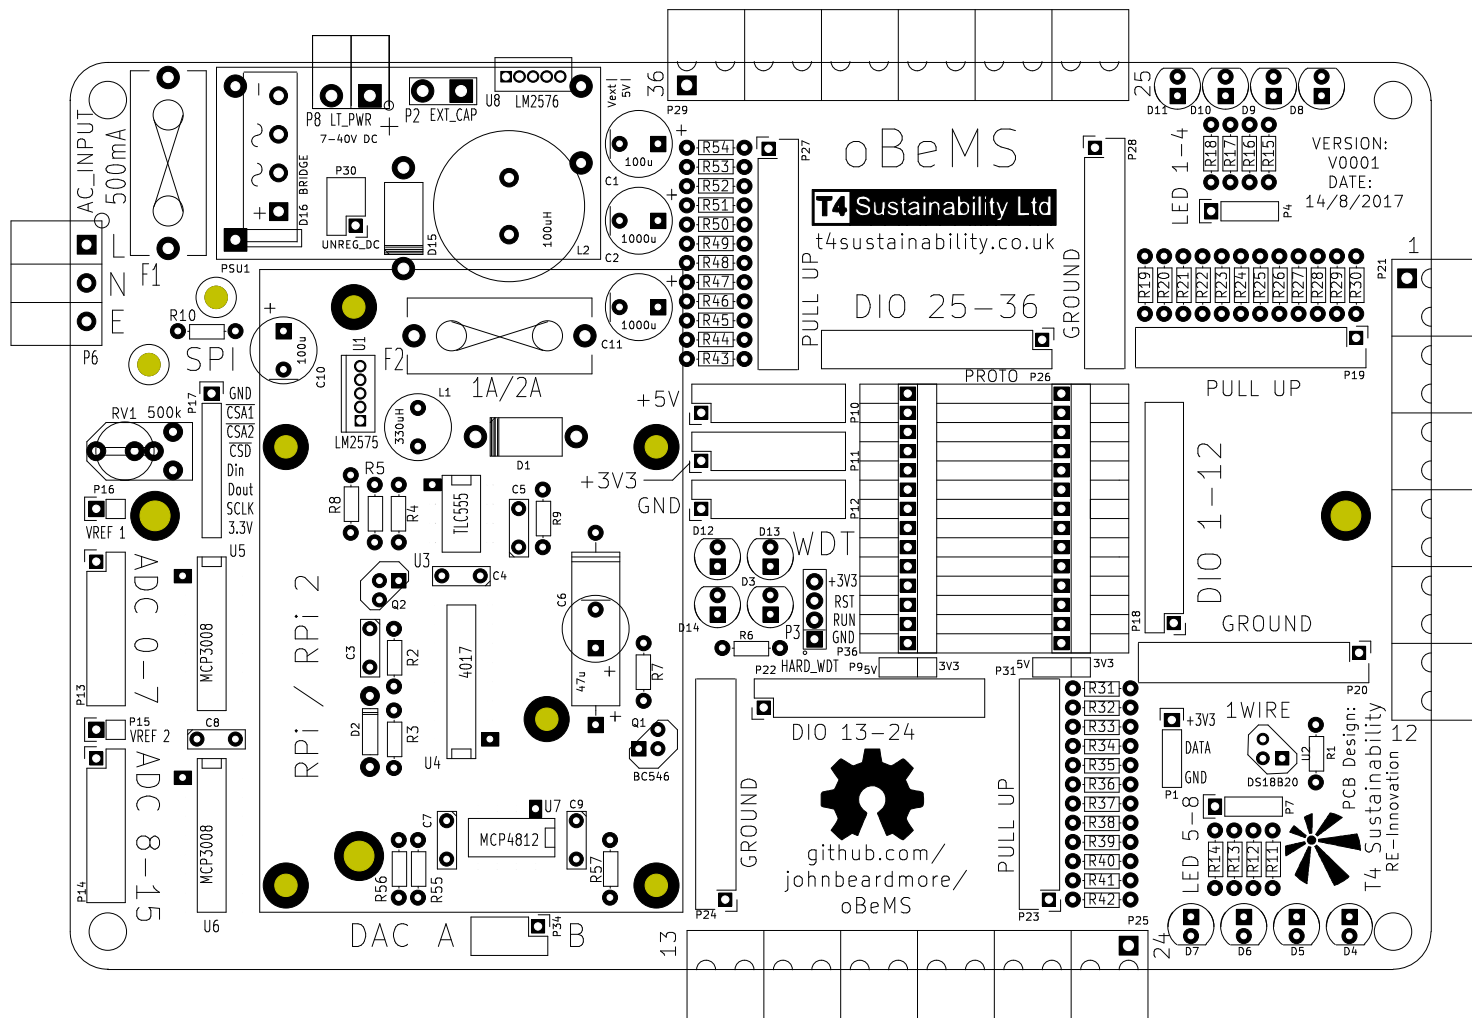 AC_INPUT
500mA
F1
L
N
E
P6
BRIDGE
D16
PSU1
P8
LT_PWR
7-40V DC
P2
EXT_CAP
U8
LM2576
Vext
5V
P30
UNREG_DC
D15
100uH
L2
100u
C1
1000u
C2
1000u
C11
P29
36
25
R54
R53
R52
R51
R50
R49
R48
R47
R46
R45
R44
R43
P27
PULL UP
oBeMS
T4 Sustainability Ltd
t4sustainability.co.uk
DIO 25-36
P28
GROUND
P26
PROTO
D11
D10
D9
D8
LED 1-4
R18
R17
R16
R15
P4
VERSION:
V0001
DATE:
14/8/2017
1
P21
R19
R20
R21
R22
R23
R24
R25
R26
R27
R28
R29
R30
P19
PULL UP
R10
SPI
P17
GND
CSA1
CSA2
CSD
Din
Dout
SCLK
3.3V
RV1 500k
P16
VREF 1
U5
ADC 0-7
MCP3008
P13
P15
VREF 2
C8
ADC 8-15
MCP3008
P14
U6
100u
C10
U1
LM2575
F2
1A/2A
L1
330uH
D1
R8
R5
R4
TLC555
U3
C5
R9
C4
Q2
RPi / RPi 2
C3
R2
D2
R3
4017
U4
C6
47u
R7
Q1
BC546
U7
C7
MCP4812
C9
R56
R55
R57
DAC A
B
P34
+5V
P10
+3V3
P11
GND
P12
D12
D13
WDT
D3
D14
R6
+3V3
RST
RUN
GND
P3
P36
HARD_WDT
P9
5V
3V3
P31
5V
3V3
P22
DIO 13-24
GROUND
P24
github.com/
johnbeardmore/
oBeMS
PULL UP
P23
R31
R32
R33
R34
R35
R36
R37
R38
R39
R40
R41
R42
P25
13
24
DIO 1-12
P18
GROUND
P20
12
1WIRE
+3V3
DATA
GND
P1
DS18B20
U2
R1
LED 5-8
P7
R14
R13
R12
R11
PCB Design:
T4 Sustainability
RE-Innovation
D7
D6
D5
D4